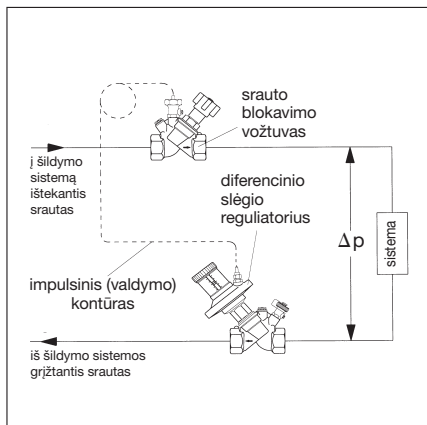 srauto
blokavimo
vožtuvas
į šildymo
sistemą
ištekantis
srautas
diferencinio
slėgio
reguliatorius
Δp
sistema
impulsinis (valdymo)
kontūras
iš šildymo sistemos
grįžtantis srautas